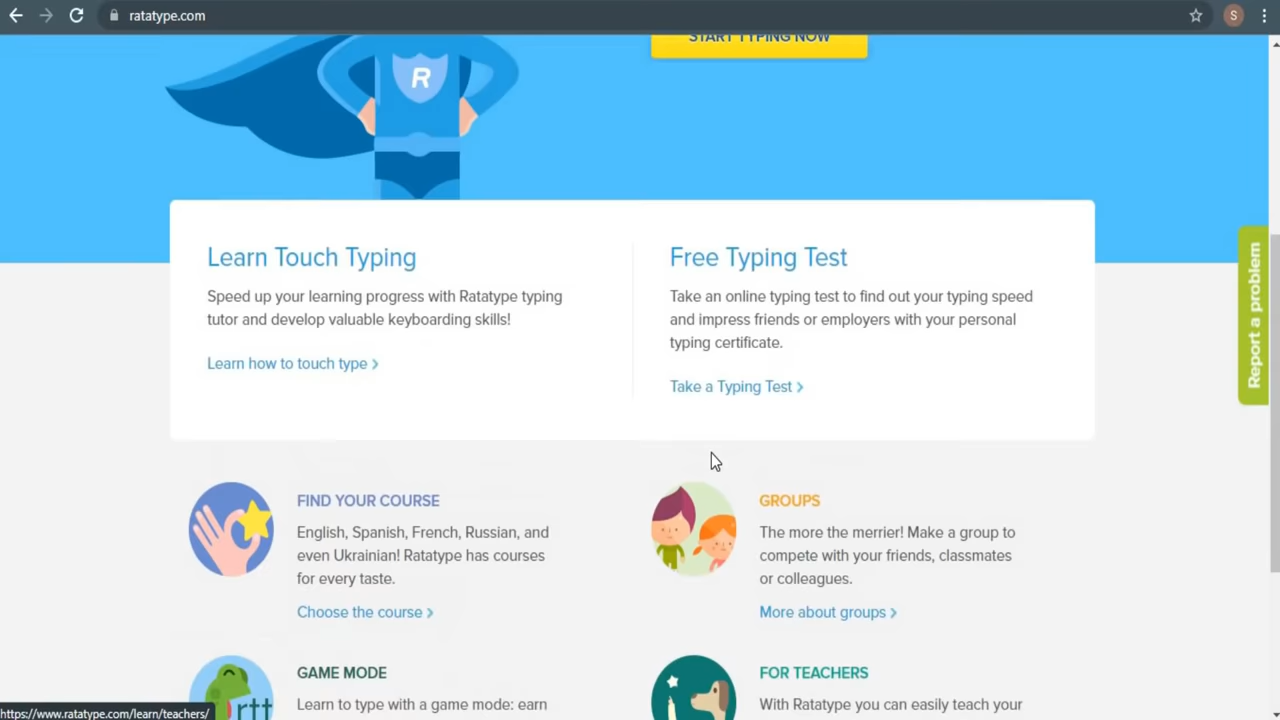 ratatype.com
S
START TYPING NOW
R
Learn Touch Typing
Speed up your learning progress with Ratatype typing
tutor and develop valuable keyboarding skills!
Learn how to touch type >
Free Typing Test
Take an online typing test to find out your typing speed
and impress friends or employers with your personal
typing certificate.
Take a Typing Test >
Report a problem
FIND YOUR COURSE
English, Spanish, French, Russian, and
even Ukrainian! Ratatype has courses
for every taste.
Choose the course >
GROUPS
The more the merrier! Make a group to
compete with your friends, classmates
or colleagues.
More about groups >
GAME MODE
Learn to type with a game mode: earn
rtt
FOR TEACHERS
With Ratatype you can easily teach your
https://www.ratatype.com/learn/teachers/